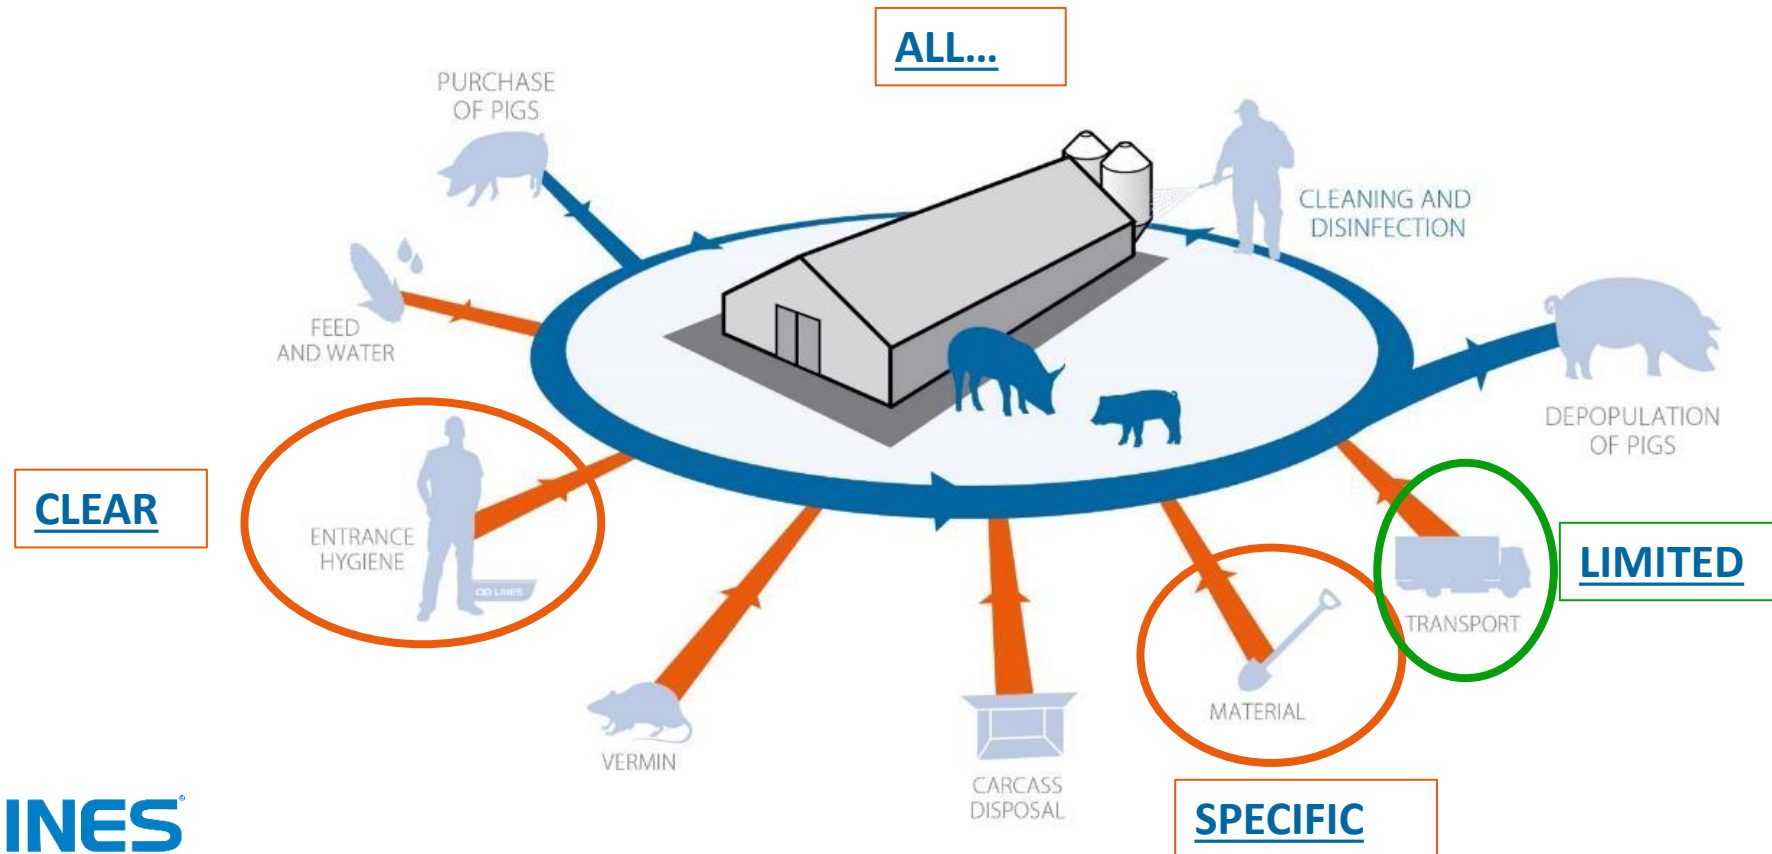 ALL...
PURCHASE
OF PIGS
CLEANING AND
DISINFECTION
FEED
AND WATER
DEPOPULATION
OF PIGS
CLEAR
ENTRANCE
HYGIENE
LIMITED
TRANSPORT
MATERIAL
VERMIN
CARCASS
DISPOSAL
SPECIFIC
INES®